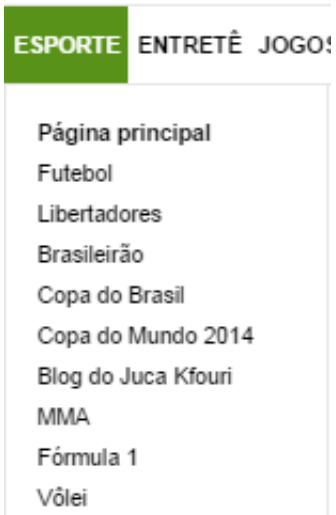 ESPORTE ENTRETÊ JOGOS
Página principal
Futebol
Libertadores
Brasileirão
Copa do Brasil
Copa do Mundo 2014
Blog do Juca Kfouri
MMA
Fórmula 1
Vôlei